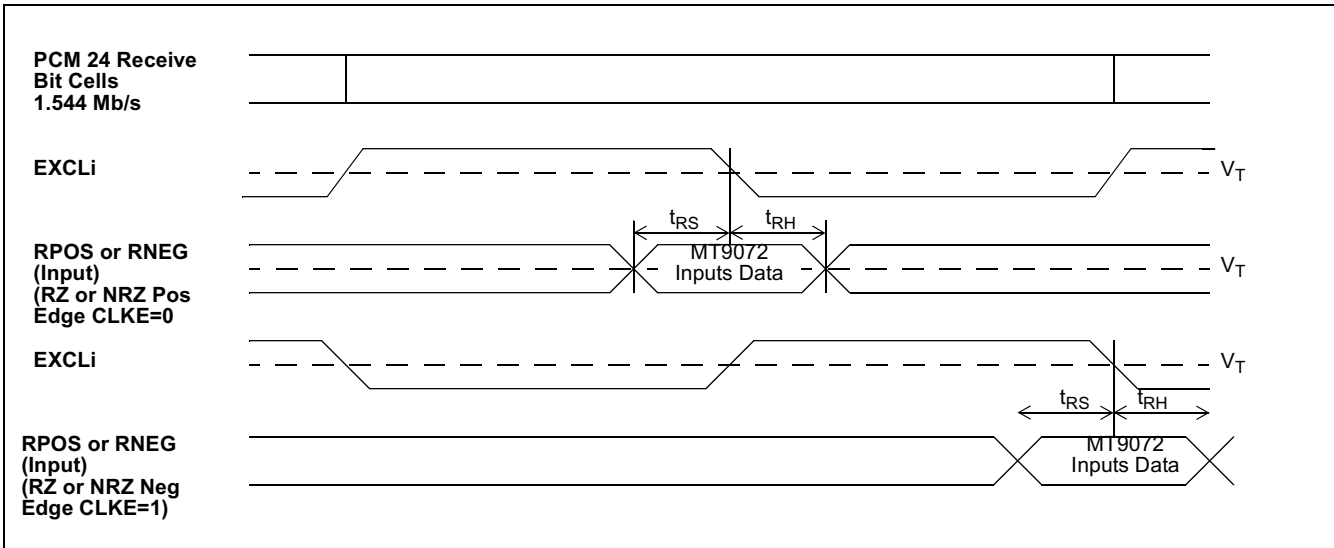 PCM 24 Receive
Bit Cells
1.544 Mb/s
EXCLi
V_T
t_RS
t_RH
RPOS or RNEG
(Input)
(RZ or NRZ Pos
Edge CLKE=0
MT9072
Inputs Data
V_T
EXCLi
V_T
t_RS
t_RH
RPOS or RNEG
(Input)
(RZ or NRZ Neg
Edge CLKE=1)
MT9072
Inputs Data